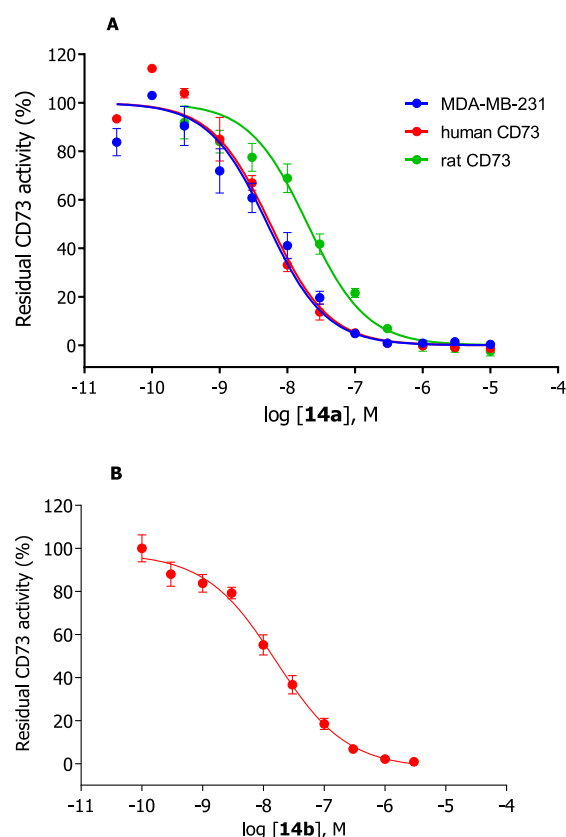 A
Residual CD73 activity (%)
120
100
80
60
40
20
0
MDA-MB-231
human CD73
rat CD73
-11 -10 -9 -8 -7 -6 -5 -4
log [14a], M
B
Residual CD73 activity (%)
120
100
80
60
40
20
0
-11 -10 -9 -8 -7 -6 -5 -4
log [14b], M